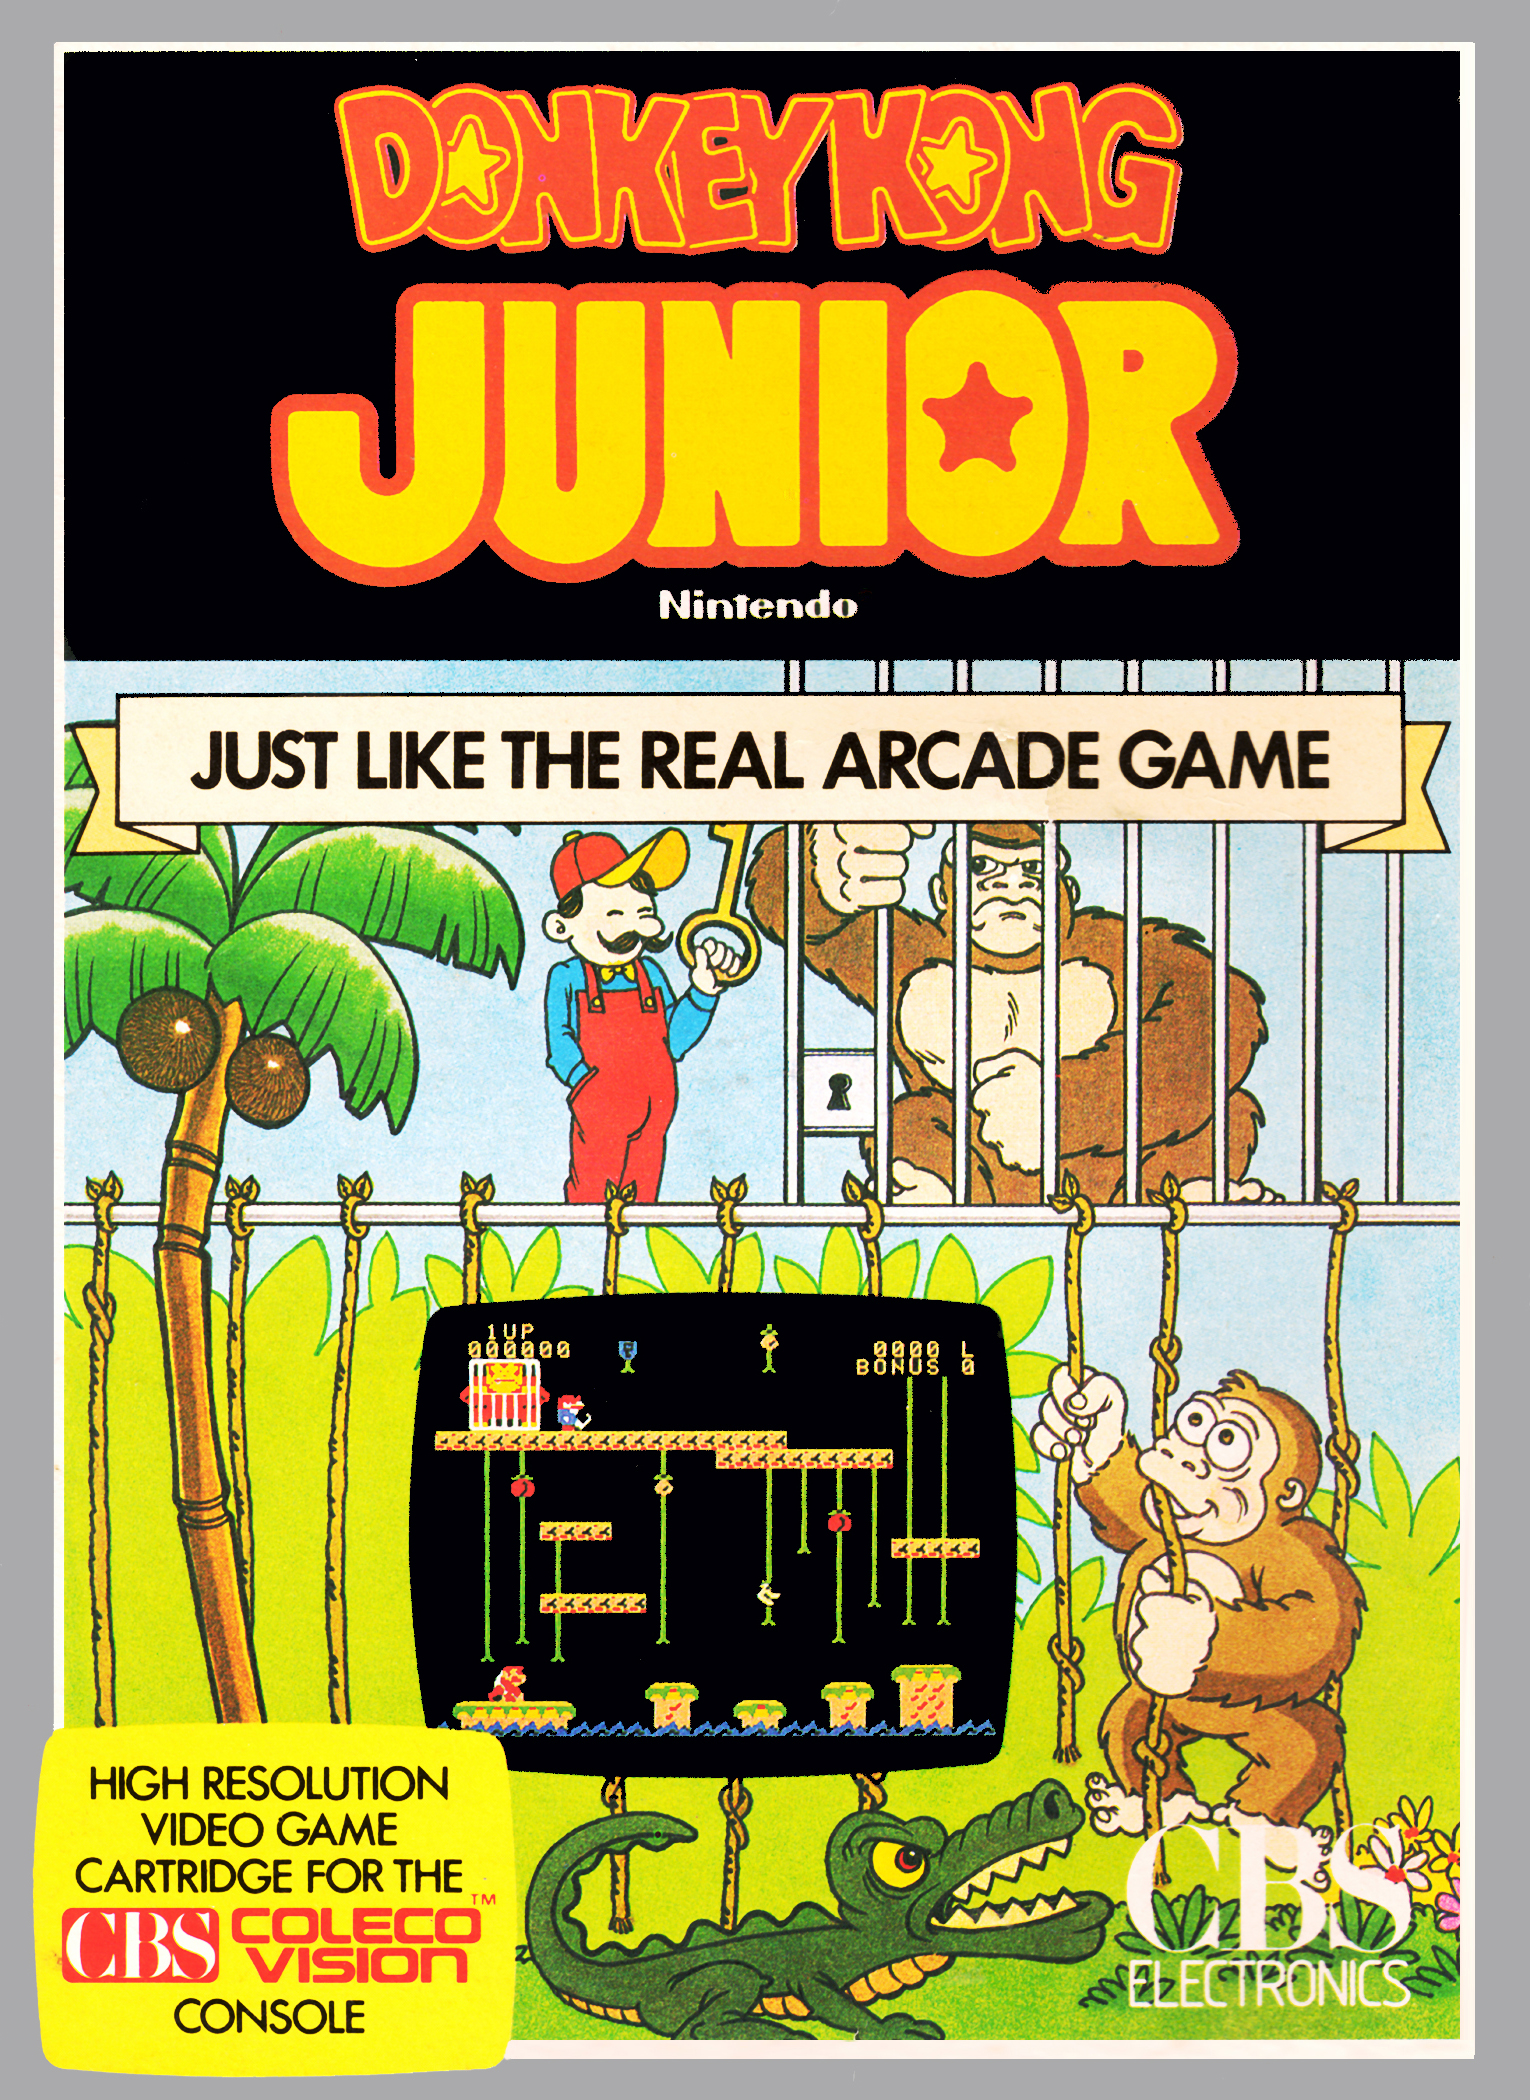 DONKEY KONG
JUNIOR
Nintendo
JUST LIKE THE REAL ARCADE GAME
1UP
000000
0000 L
BONUS 0
HIGH RESOLUTION
VIDEO GAME
CARTRIDGE FOR THE
CBS COLECO VISION™
CONSOLE
CBS
ELECTRONICS